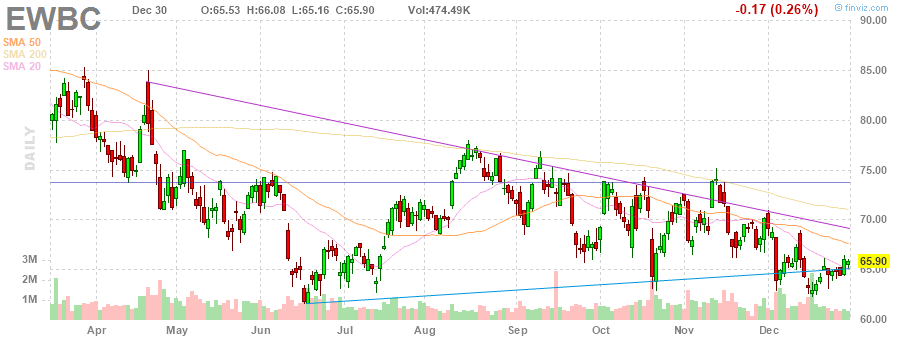 EWBC Dec 30 O:65.53 H:66.08 L:65.16 C:65.90 Vol:474.49K -0.17 (0.26%) © finviz.com
SMA 50
SMA 200
SMA 20
DAILY
90.00
85.00
80.00
75.00
70.00
65.90
65.00
60.00
3M
2M
1M
Apr May Jun Jul Aug Sep Oct Nov Dec